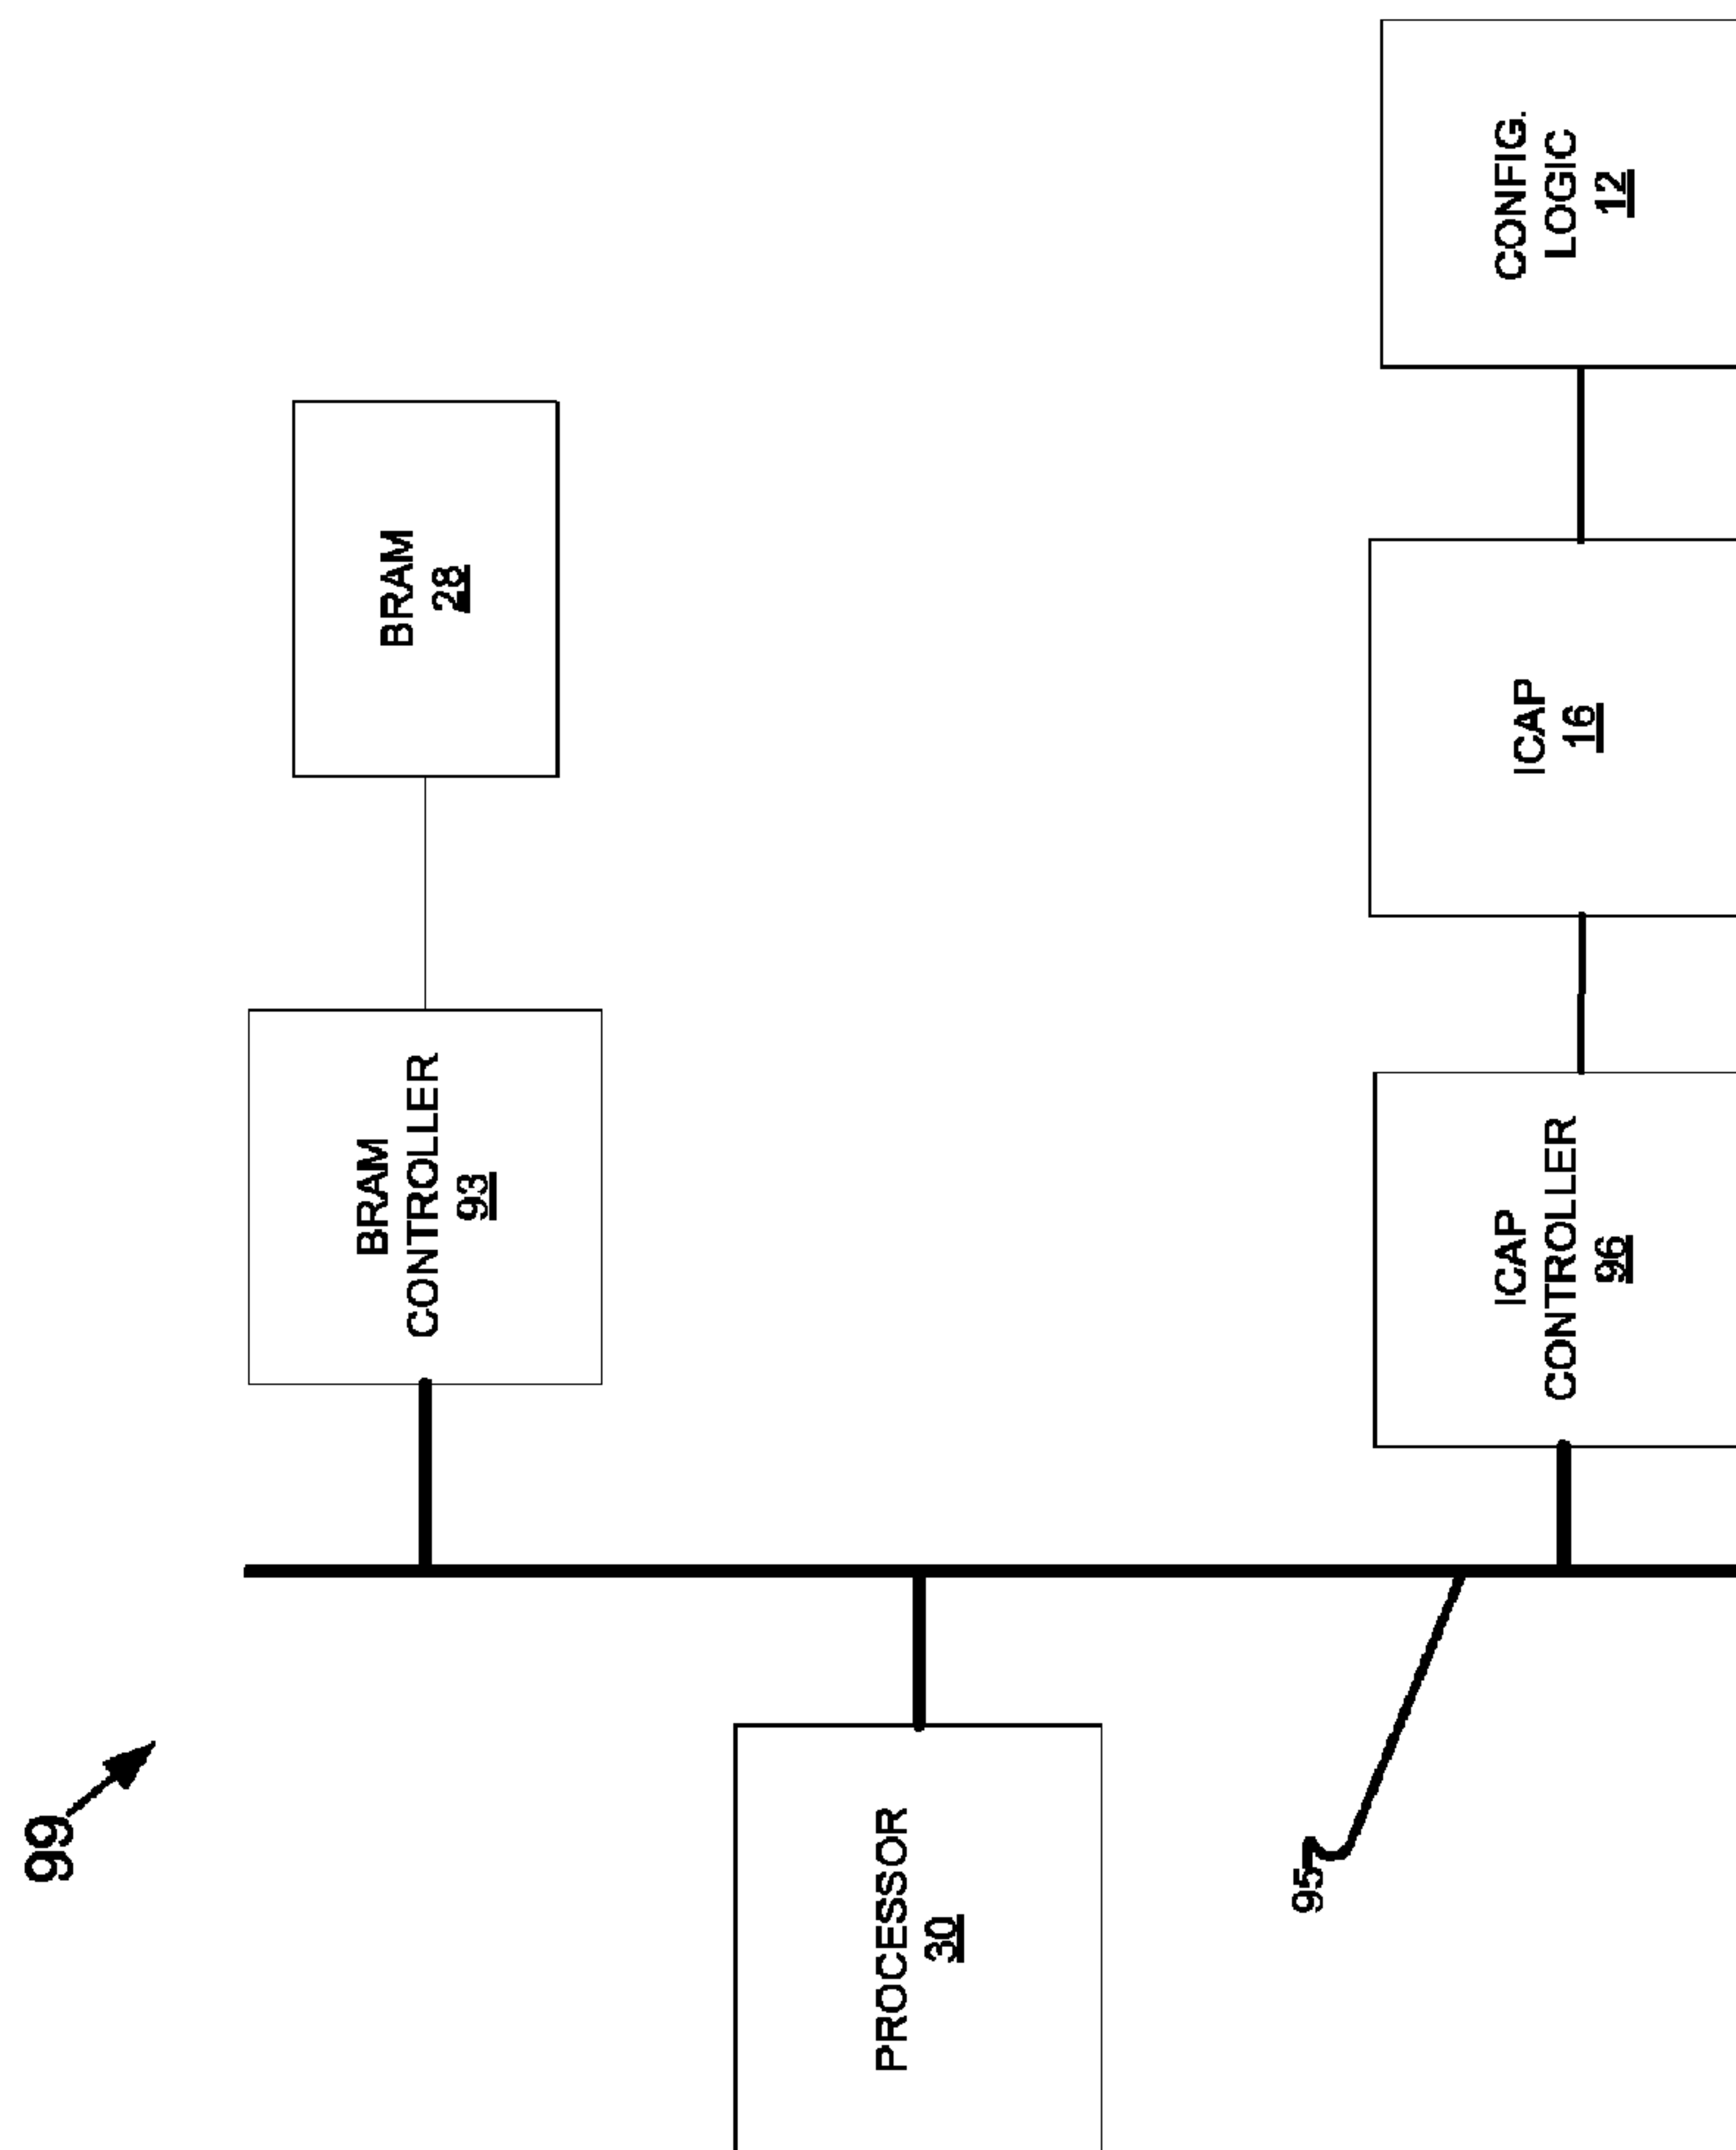 99
PROCESSOR
30
BRAM
CONTROLLER
93
BRAM
28
95
ICAP
CONTROLLER
96
ICAP
16
CONFIG.
LOGIC
12